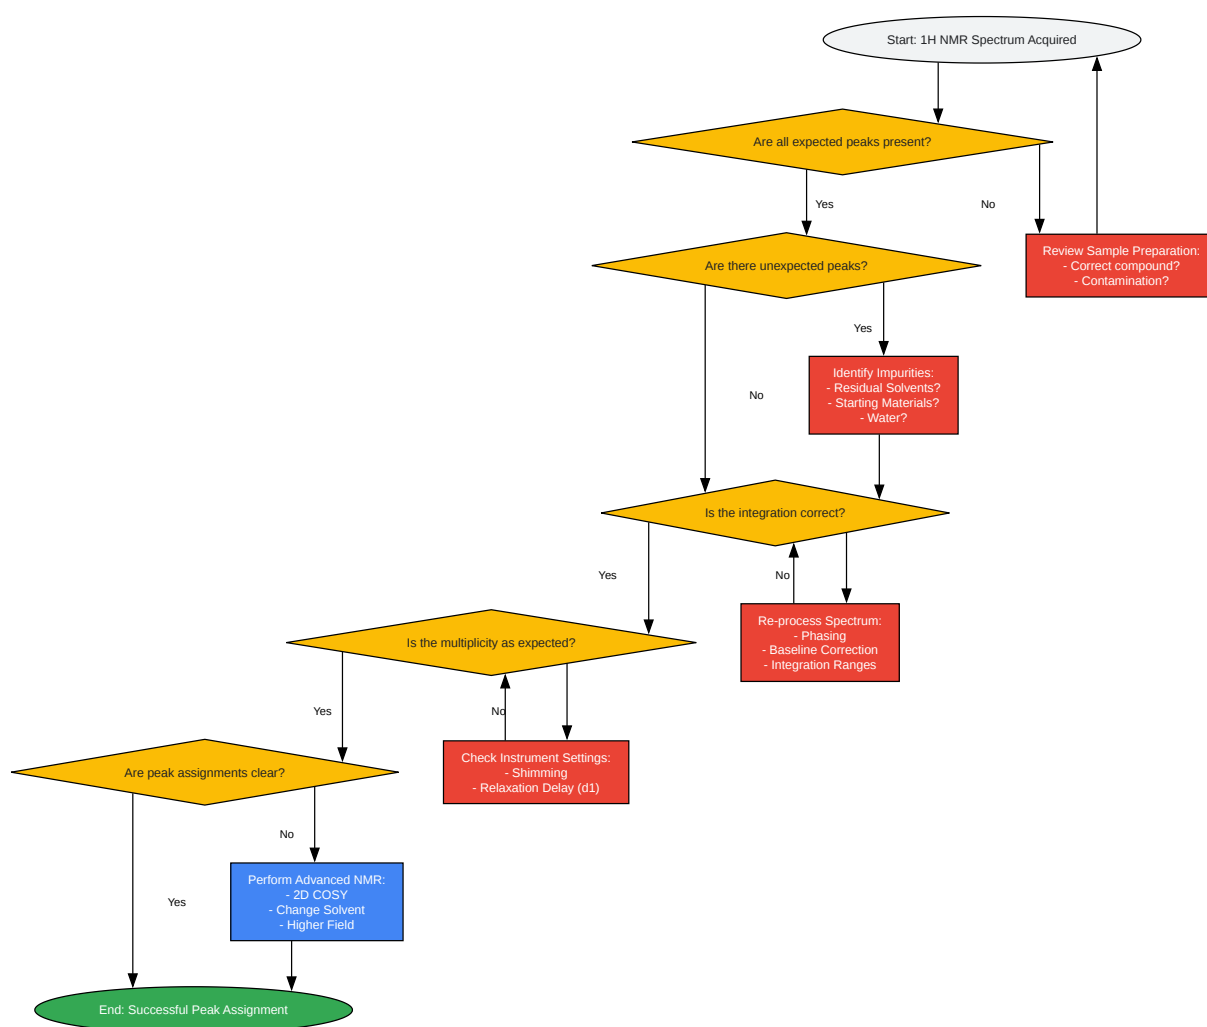 Start: 1H NMR Spectrum Acquired
Are all expected peaks present?
Yes
No
Are there unexpected peaks?
Review Sample Preparation:
- Correct compound?
- Contamination?
Yes
Identify Impurities:
- Residual Solvents?
- Starting Materials?
- Water?
No
Is the integration correct?
Yes
No
Re-process Spectrum:
- Phasing
- Baseline Correction
- Integration Ranges
Is the multiplicity as expected?
Yes
No
Check Instrument Settings:
- Shimming
- Relaxation Delay (d1)
Are peak assignments clear?
No
Perform Advanced NMR:
- 2D COSY
- Change Solvent
- Higher Field
Yes
End: Successful Peak Assignment